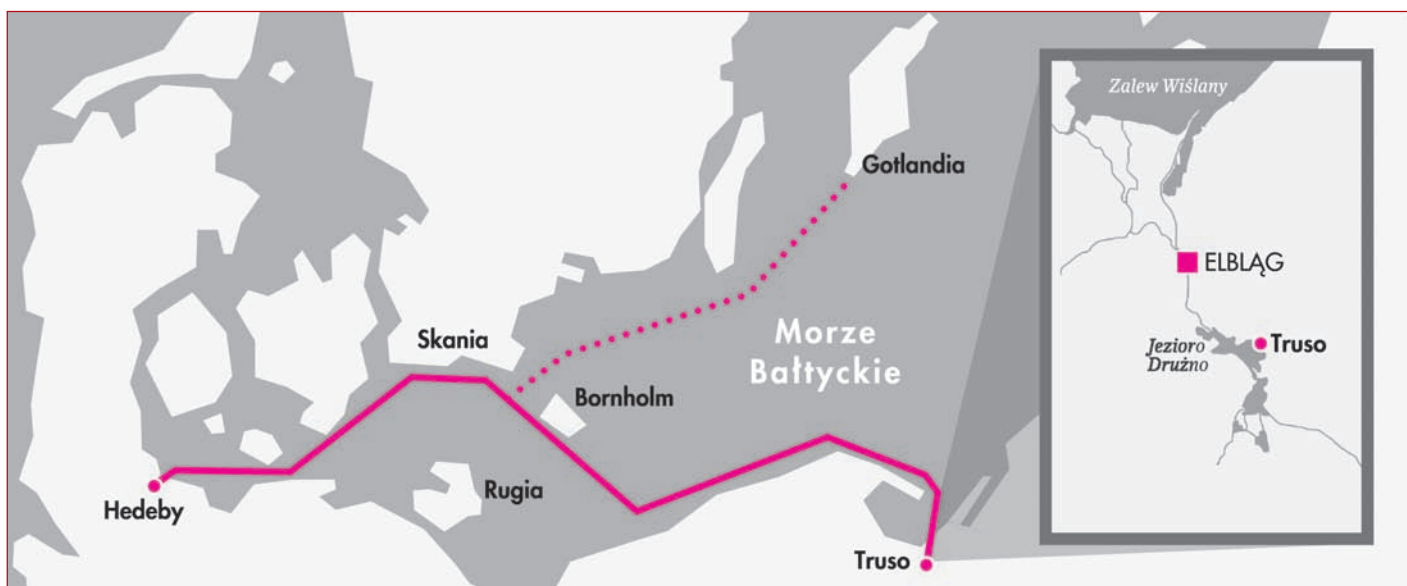 Gotlandia
Skania
Morze
Bałtyckie
Bornholm
Rugia
Hedeby
Truso
Zalew Wiślany
ELBLĄG
Jezioro
Drużno
Truso